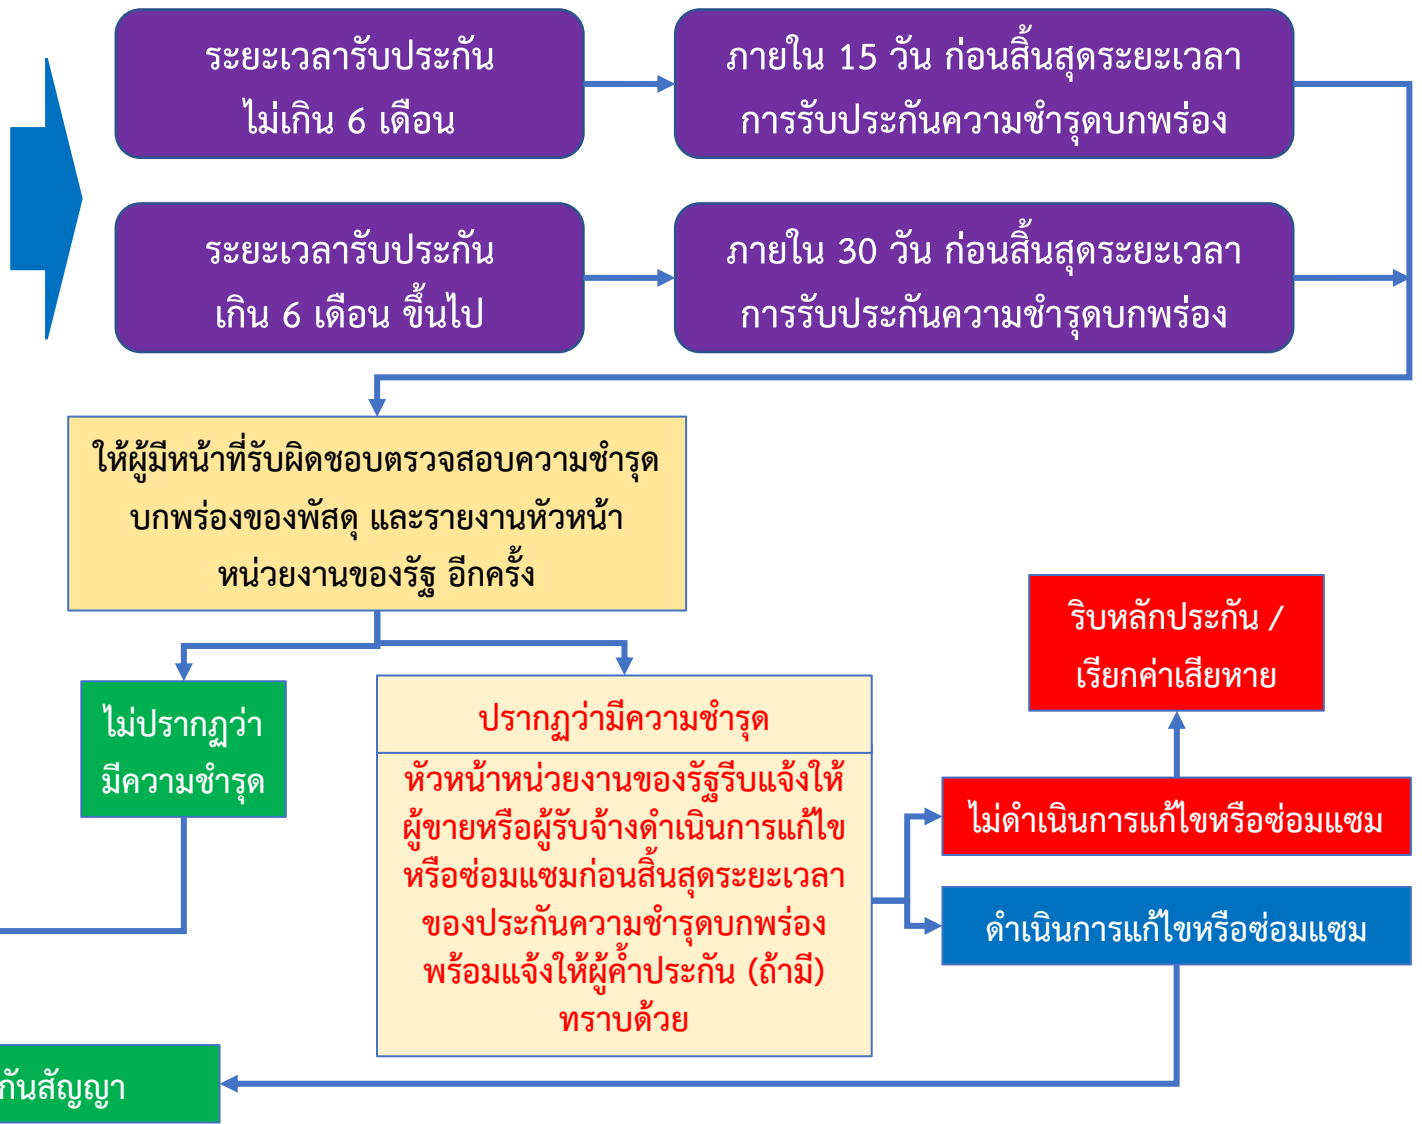 ระยะเวลารับประกัน
ไม่เกิน 6 เดือน
ภายใน 15 วัน ก่อนสิ้นสุดระยะเวลา
การรับประกันความชำรุดบกพร่อง
ระยะเวลารับประกัน
เกิน 6 เดือน ขึ้นไป
ภายใน 30 วัน ก่อนสิ้นสุดระยะเวลา
การรับประกันความชำรุดบกพร่อง
ให้ผู้มีหน้าที่รับผิดชอบตรวจสอบความชำรุด
บกพร่องของพัสดุ และรายงานหัวหน้า
หน่วยงานของรัฐ อีกครั้ง
ริบหลักประกัน /
เรียกค่าเสียหาย
ไม่ปรากฏว่า
มีความชำรุด
ปรากฏว่ามีความชำรุด
หัวหน้าหน่วยงานของรัฐรีบแจ้งให้
ผู้ขายหรือผู้รับจ้างดำเนินการแก้ไข
หรือซ่อมแซมก่อนสิ้นสุดระยะเวลา
ของประกันความชำรุดบกพร่อง
พร้อมแจ้งให้ผู้ค้ำประกัน (ถ้ามี)
ทราบด้วย
ไม่ดำเนินการแก้ไขหรือซ่อมแซม
ดำเนินการแก้ไขหรือซ่อมแซม
กันสัญญา